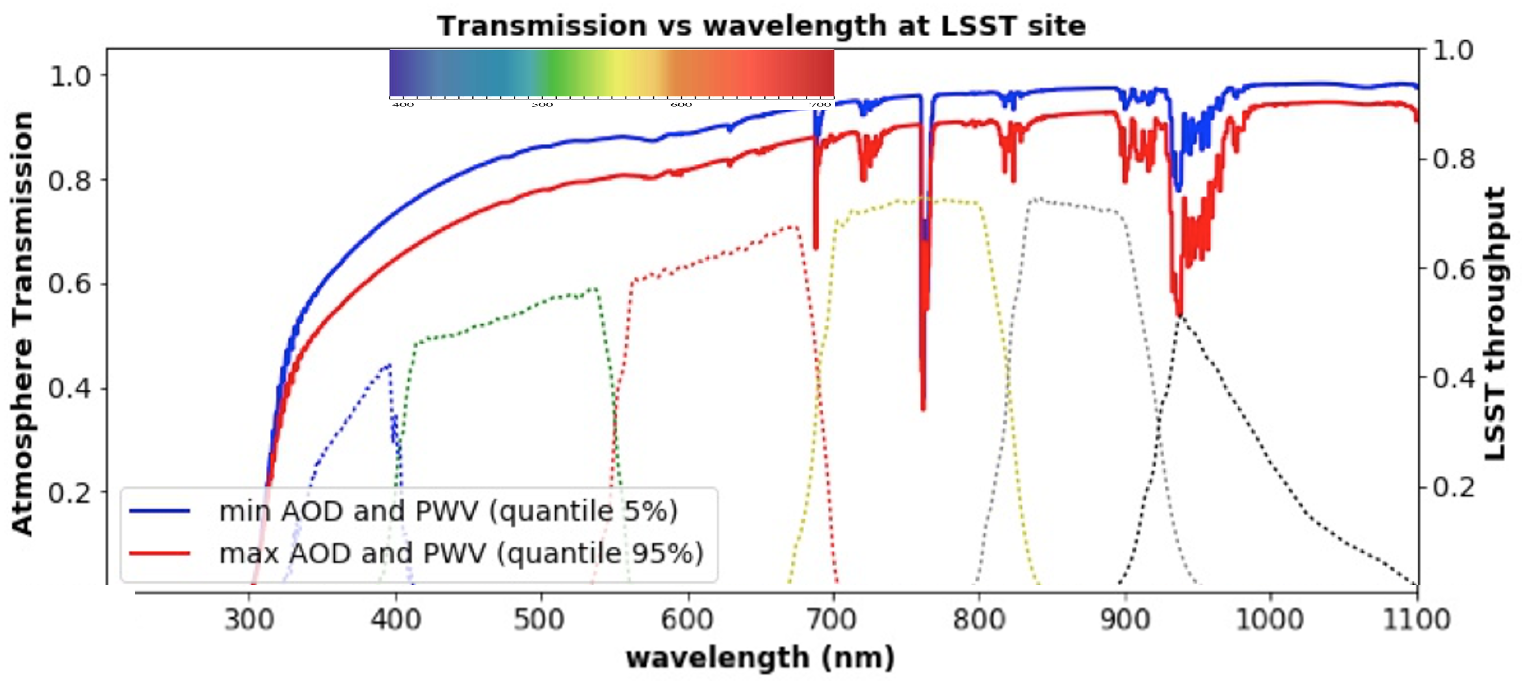 Transmission vs wavelength at LSST site
400 500 600 700
Atmosphere Transmission
1.0
0.8
0.6
0.4
0.2
LSST throughput
1.0
0.8
0.6
0.4
0.2
min AOD and PWV (quantile 5%)
max AOD and PWV (quantile 95%)
300 400 500 600 700 800 900 1000 1100
wavelength (nm)